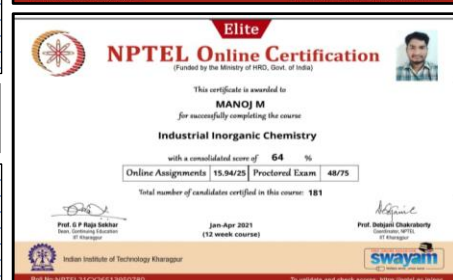 Elite
NPTEL Online Certification
(Funded by the Ministry of HRD, Govt. of India)
This certificate is awarded to
MANOJ M
for successfully completing the course
Industrial Inorganic Chemistry
with a consolidated score of 64 %
Online Assignments 15.94/25 Proctored Exam 48/75
Total number of candidates certified in this course: 181
Prof. G P Raja Sekhar
Dean, Continuing Education
IIT Kharagpur
Jan-Apr 2021
(12 week course)
Prof. Debjani Chakraborty
Coordinator, NPTEL
IIT Kharagpur
Indian Institute of Technology Kharagpur
swayam